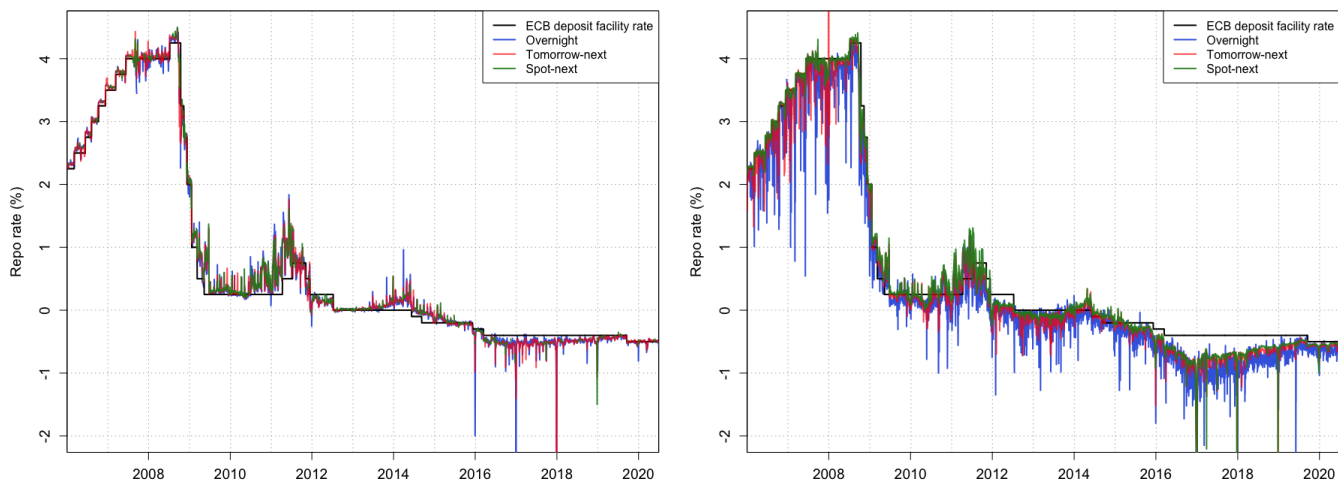 ECB deposit facility rate
Overnight
Tomorrow-next
Spot-next
Repo rate (%)
4
3
2
1
0
-1
-2
2008 2010 2012 2014 2016 2018 2020
ECB deposit facility rate
Overnight
Tomorrow-next
Spot-next
Repo rate (%)
4
3
2
1
0
-1
-2
2008 2010 2012 2014 2016 2018 2020